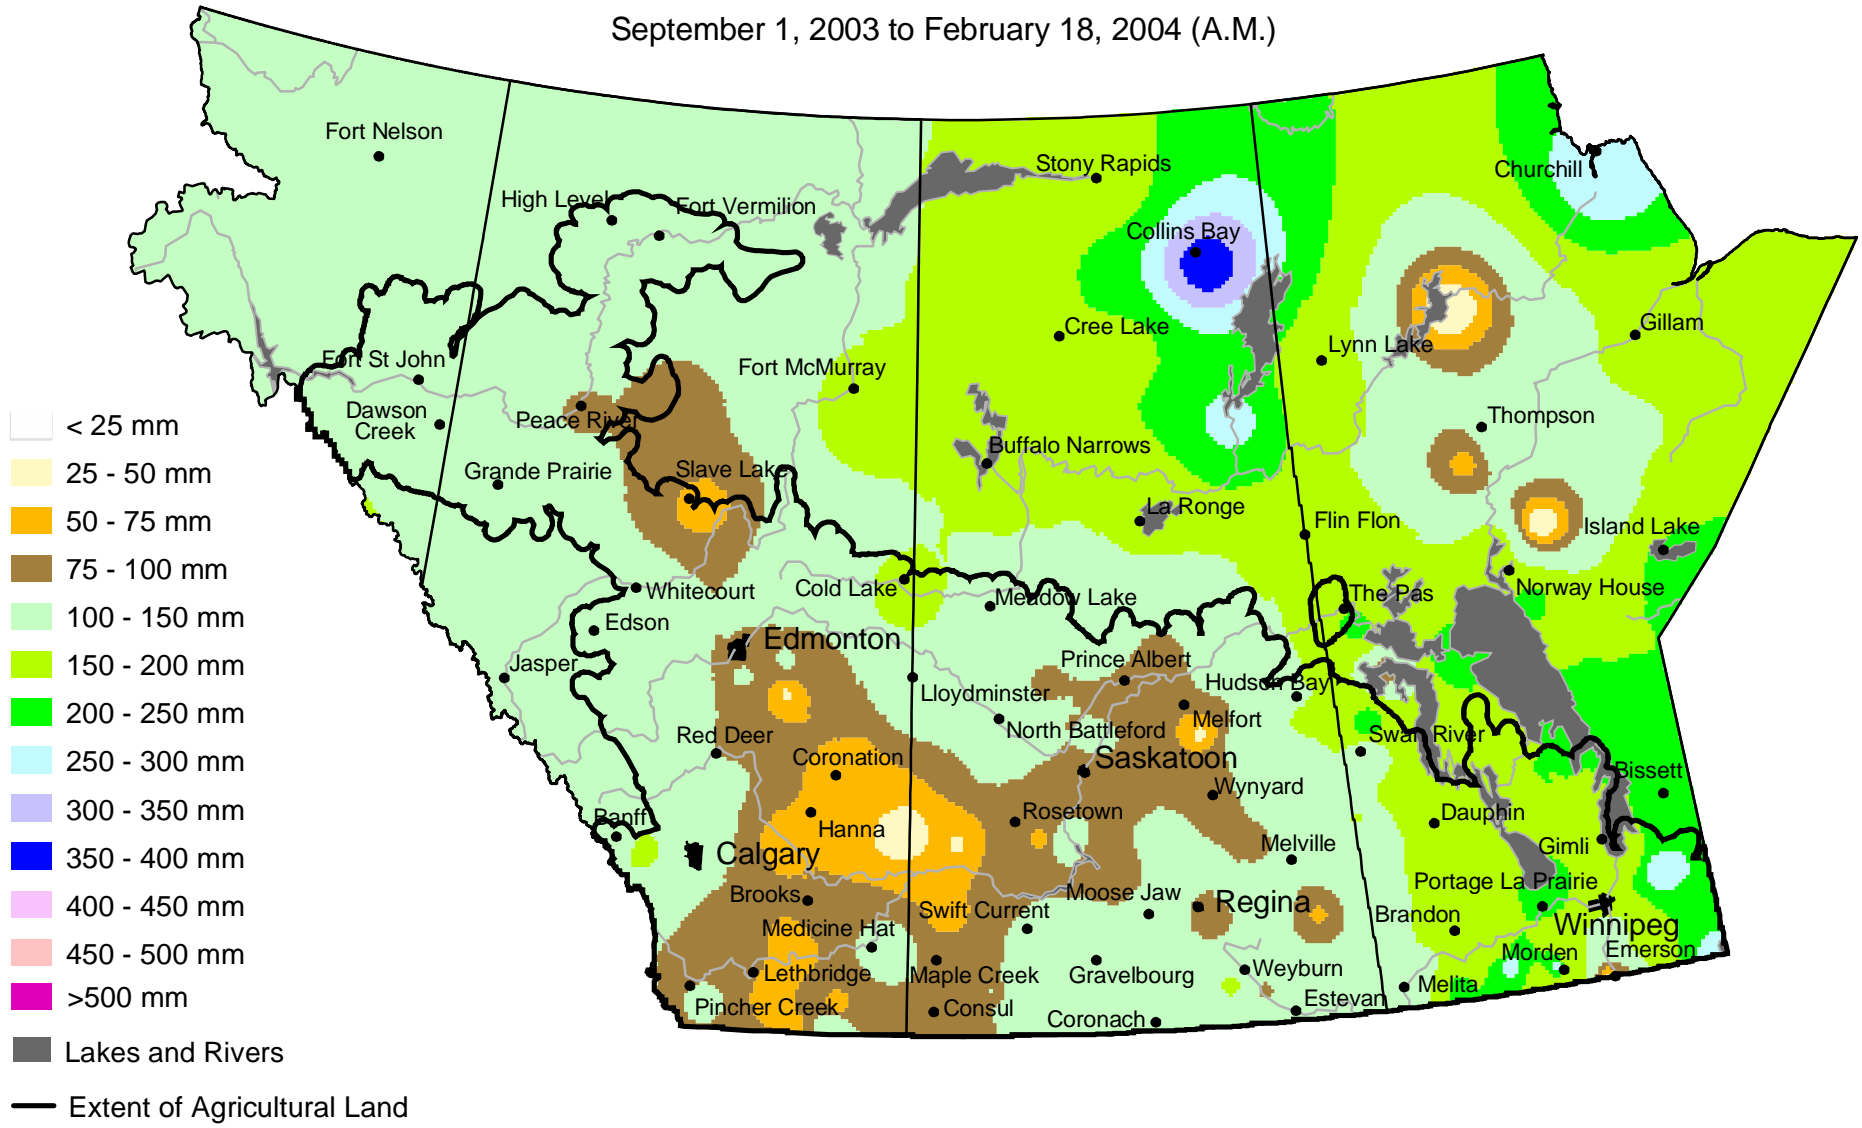 September 1, 2003 to February 18, 2004 (A.M.)
Fort Nelson
Stony Rapids
Churchill
High Level
Fort Vermilion
Collins Bay
Cree Lake
Gillam
Lynn Lake
Fort St John
Fort McMurray
Dawson
Creek
Peace River
Thompson
Buffalo Narrows
Grande Prairie
Slave Lake
La Ronge
Flin Flon
Island Lake
Whitecourt
Cold Lake
Meadow Lake
The Pas
Norway House
Edson
Edmonton
Jasper
Prince Albert
Lloydminster
Hudson Bay
North Battleford
Melfort
Red Deer
Swan River
Coronation
Saskatoon
Bissett
Wynyard
Banff
Hanna
Rosetown
Dauphin
Calgary
Melville
Gimli
Brooks
Moose Jaw
Regina
Portage La Prairie
Swift Current
Brandon
Winnipeg
Medicine Hat
Morden
Emerson
Lethbridge
Maple Creek
Gravelbourg
Weyburn
Melita
Pincher Creek
Consul
Coronach
Estevan
< 25 mm
25 - 50 mm
50 - 75 mm
75 - 100 mm
100 - 150 mm
150 - 200 mm
200 - 250 mm
250 - 300 mm
300 - 350 mm
350 - 400 mm
400 - 450 mm
450 - 500 mm
>500 mm
Lakes and Rivers
Extent of Agricultural Land